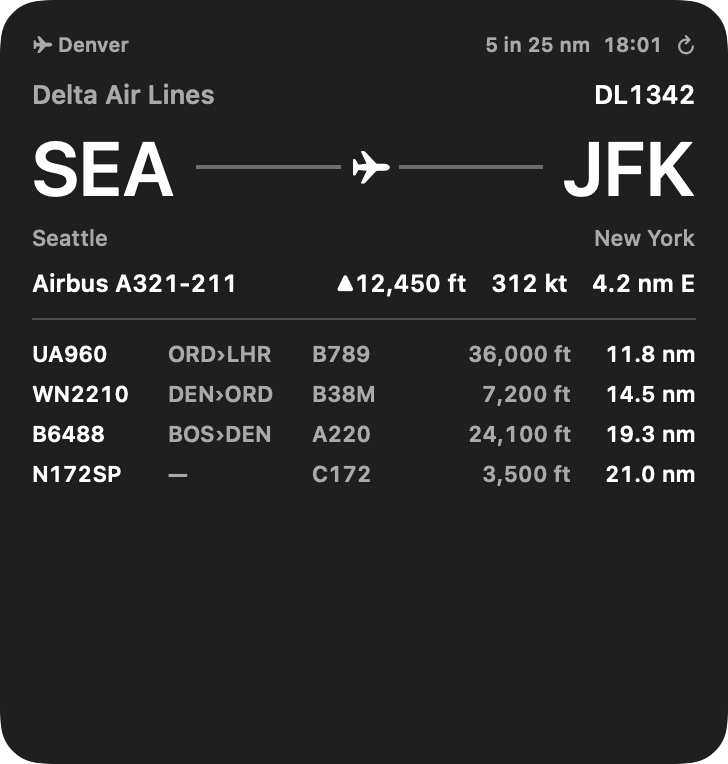 Denver 5 in 25 nm 18:01
Delta Air Lines DL1342
SEA JFK
Seattle New York
Airbus A321-211 ▲12,450 ft 312 kt 4.2 nm E
UA960 ORD›LHR B789 36,000 ft 11.8 nm
WN2210 DEN›ORD B38M 7,200 ft 14.5 nm
B6488 BOS›DEN A220 24,100 ft 19.3 nm
N172SP — C172 3,500 ft 21.0 nm